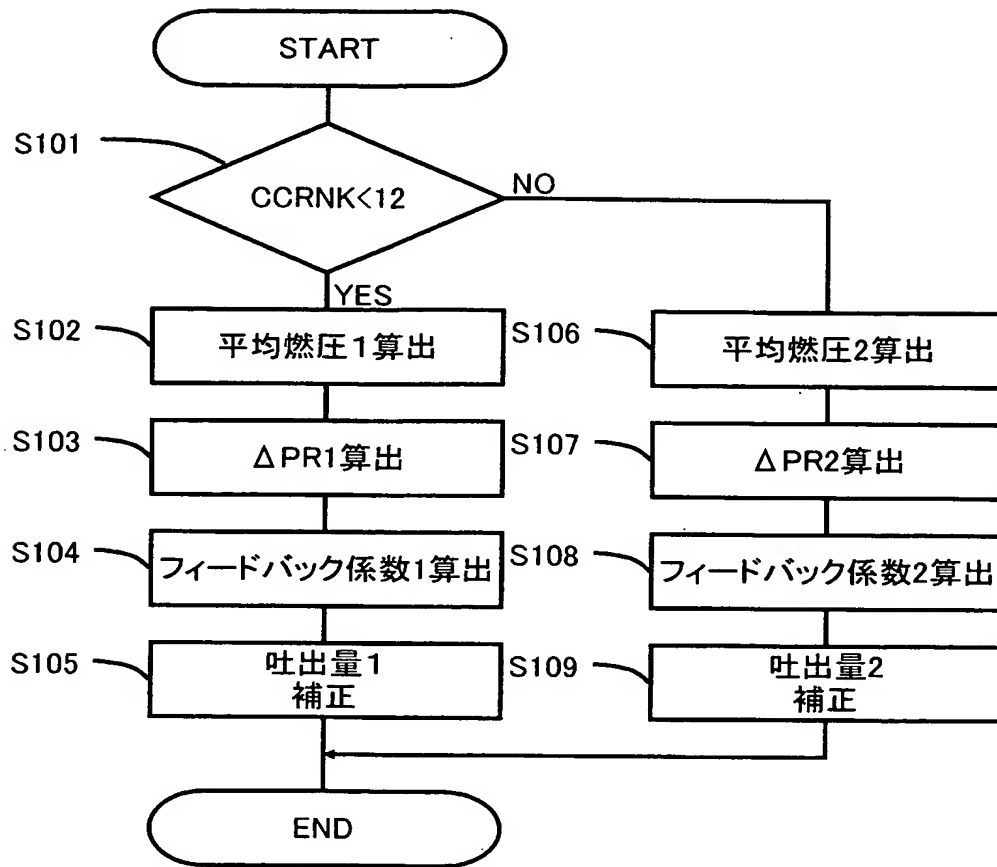 START
S101
CCRNK<12
NO
YES
S102
平均燃圧1算出
S106
平均燃圧2算出
S103
ΔPR1算出
S107
ΔPR2算出
S104
フィードバック係数1算出
S108
フィードバック係数2算出
S105
吐出量1
補正
S109
吐出量2
補正
END